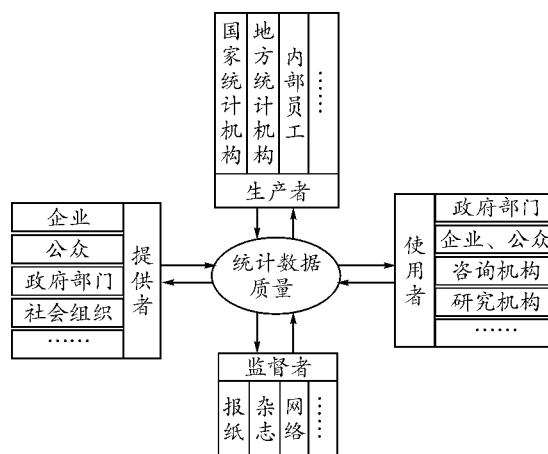 国家统计机构
地方统计机构
内部员工
……
生产者
企业
公众
政府部门
社会组织
……
提供者
统计数据
质量
使用者
政府部门
企业、公众
咨询机构
研究机构
……
监督者
报纸
杂志
网络
……